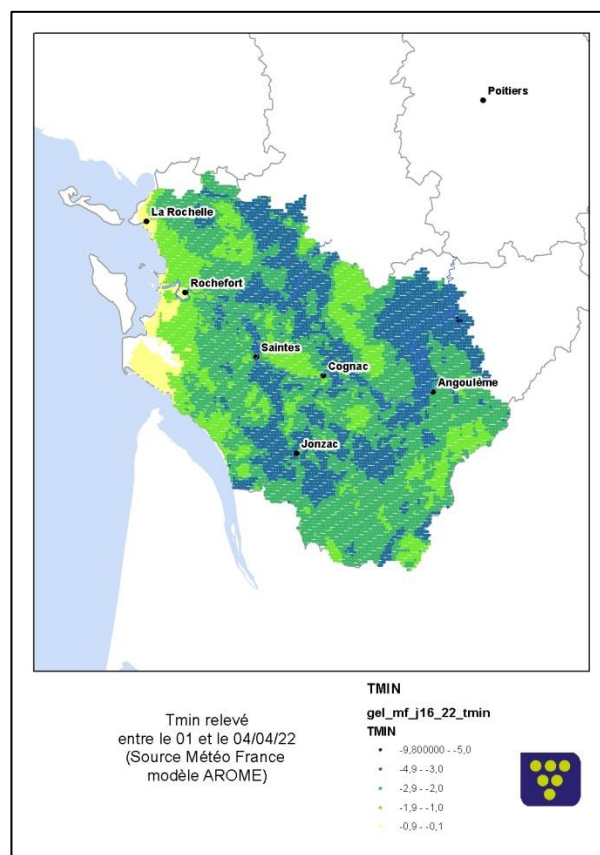 Poitiers
La Rochelle
Rochefort
Saintes
Cognac
Angoulême
Jonzac
Tmin relevé
entre le 01 et le 04/04/22
(Source Météo France
modèle AROME)
TMIN
gel_mf_j16_22_tmin
TMIN
-9,800000 - -5,0
-4,9 - -3,0
-2,9 - -2,0
-1,9 - -1,0
-0,9 - -0,1